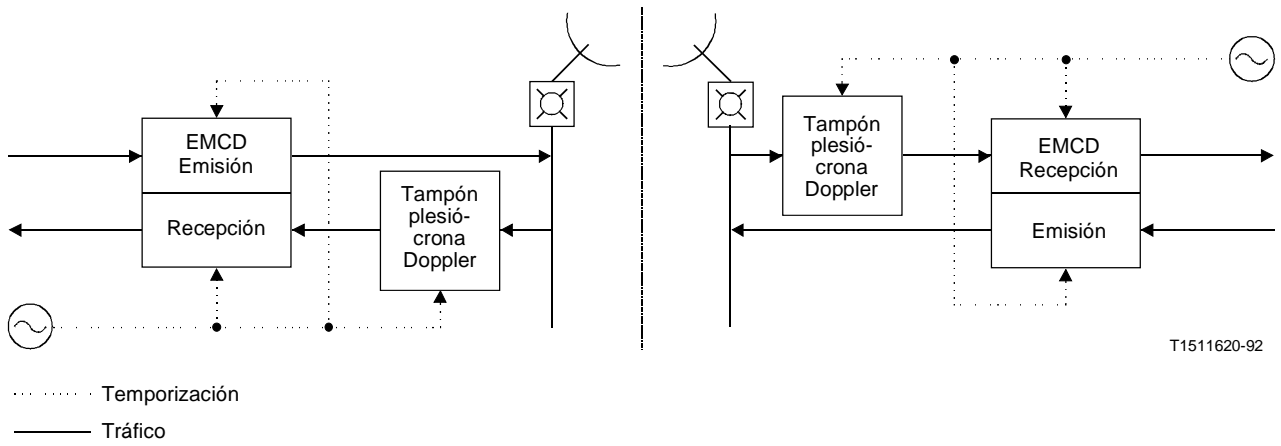 EMCD
Emisión
Recepción
Tampón
plesió-
crona
Doppler
Tampón
plesió-
crona
Doppler
EMCD
Recepción
Emisión
T1511620-92
Temporización
Tráfico